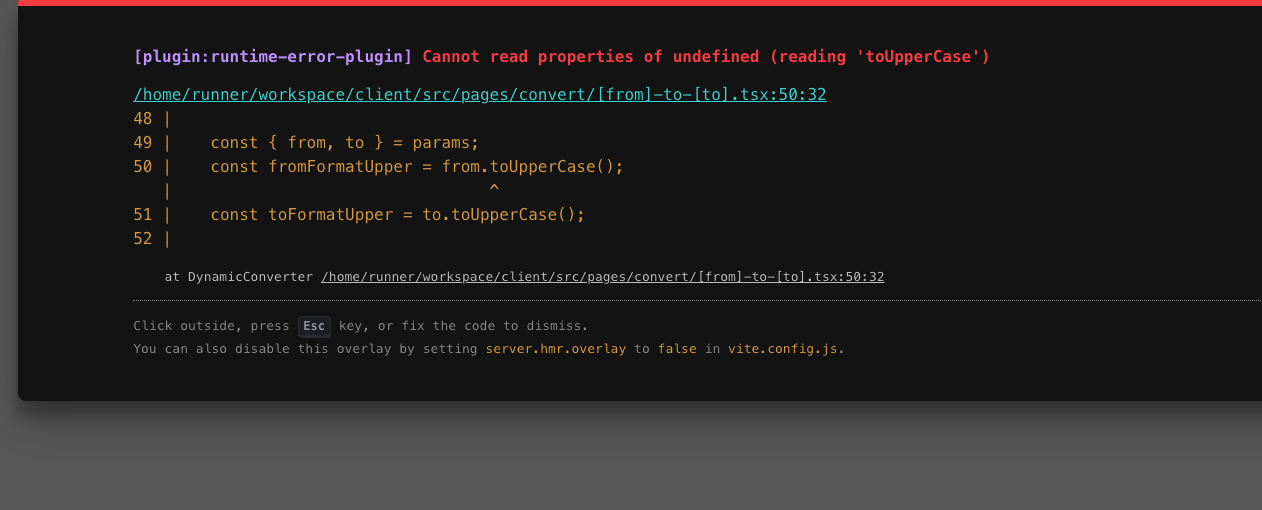 [plugin:runtime-error-plugin] Cannot read properties of undefined (reading 'toUpperCase')
/home/runner/workspace/client/src/pages/convert/[from]-to-[to].tsx:50:32
48 |
49 |    const { from, to } = params;
50 |    const fromFormatUpper = from.toUpperCase();
   |                                 ^
51 |    const toFormatUpper = to.toUpperCase();
52 |
    at DynamicConverter /home/runner/workspace/client/src/pages/convert/[from]-to-[to].tsx:50:32
Click outside, press Esc key, or fix the code to dismiss.
You can also disable this overlay by setting server.hmr.overlay to false in vite.config.js.